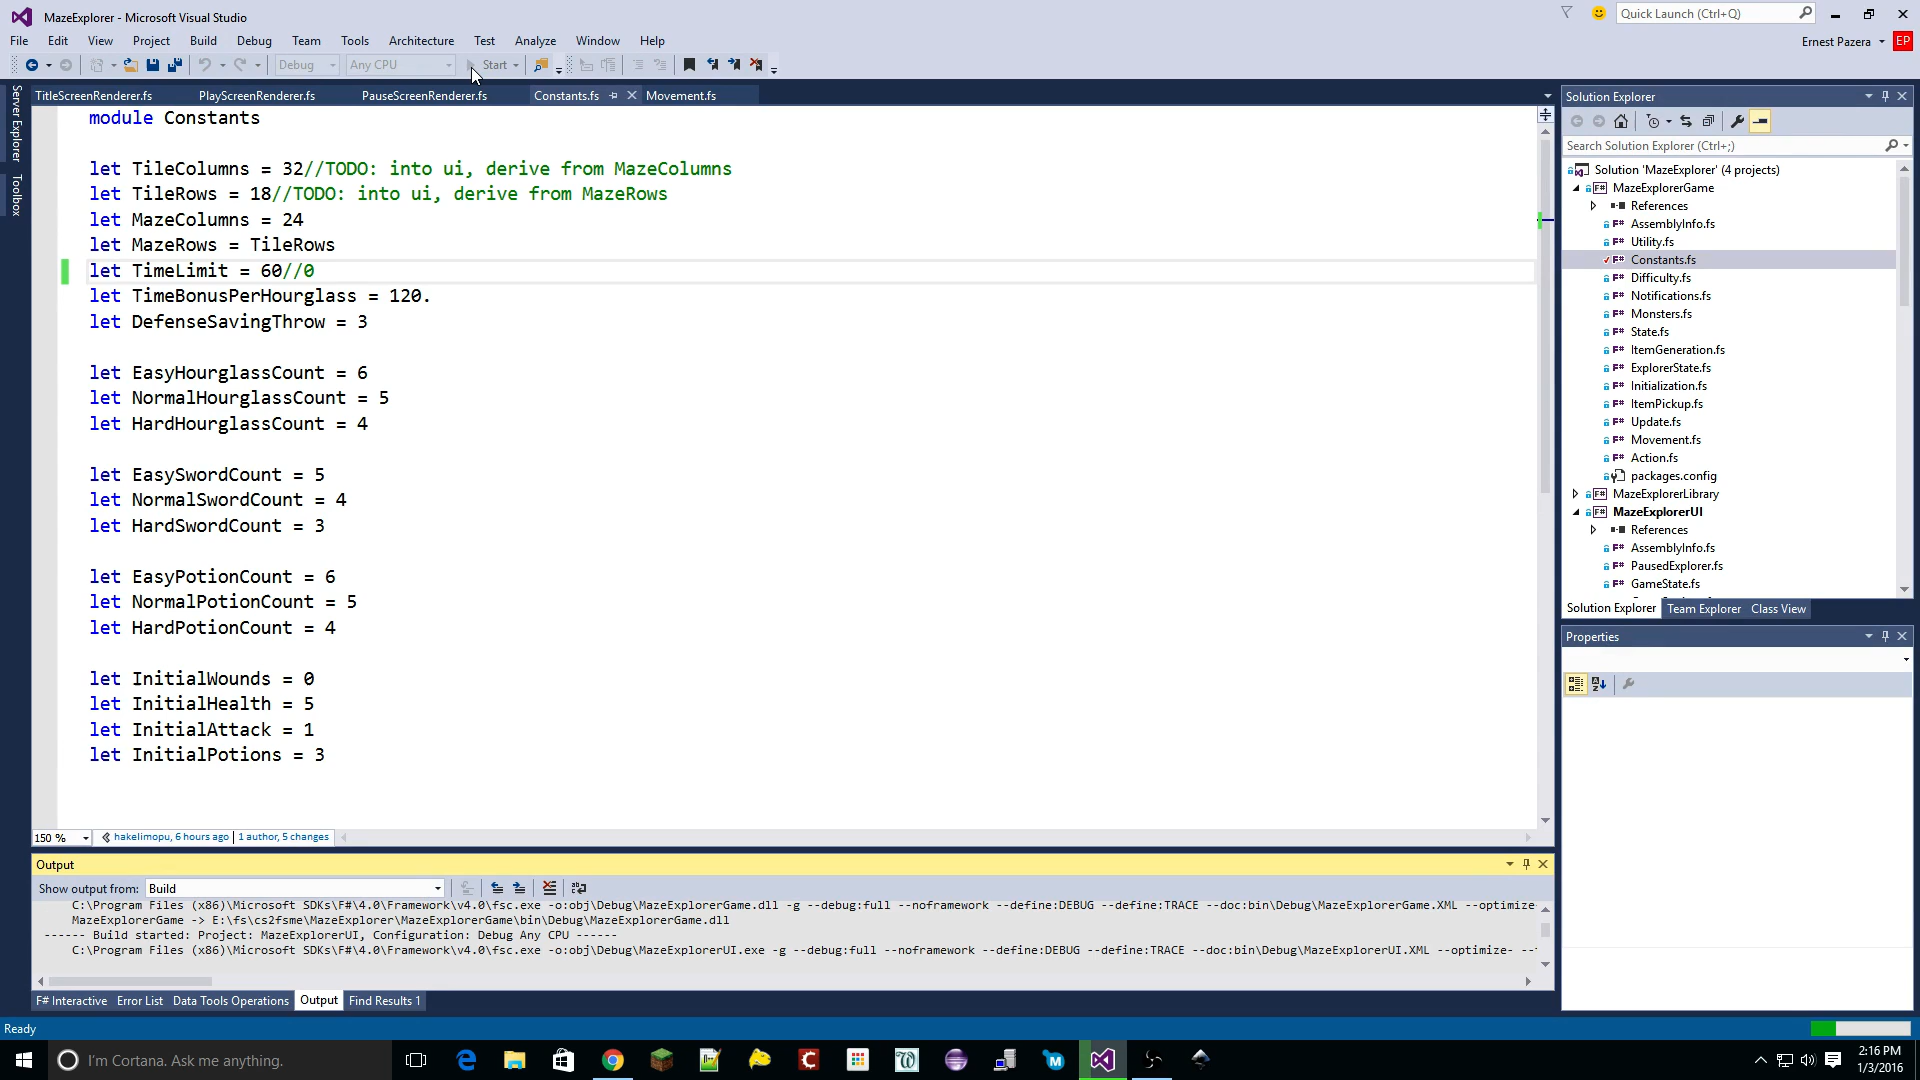 MazeExplorer - Microsoft Visual Studio
Quick Launch (Ctrl+Q)
File Edit View Project Build Debug Team Tools Architecture Test Analyze Window Help
Ernest Pazera EP
Debug Any CPU Start
Server Explorer
Toolbox
TitleScreenRenderer.fs PlayScreenRenderer.fs PauseScreenRenderer.fs Constants.fs Movement.fs
module Constants
let TileColumns = 32//TODO: into ui, derive from MazeColumns
let TileRows = 18//TODO: into ui, derive from MazeRows
let MazeColumns = 24
let MazeRows = TileRows
let TimeLimit = 60//0
let TimeBonusPerHourglass = 120.
let DefenseSavingThrow = 3
let EasyHourglassCount = 6
let NormalHourglassCount = 5
let HardHourglassCount = 4
let EasySwordCount = 5
let NormalSwordCount = 4
let HardSwordCount = 3
let EasyPotionCount = 6
let NormalPotionCount = 5
let HardPotionCount = 4
let InitialWounds = 0
let InitialHealth = 5
let InitialAttack = 1
let InitialPotions = 3
150 % hakelimopu, 6 hours ago | 1 author, 5 changes
Solution Explorer
Search Solution Explorer (Ctrl+;)
Solution 'MazeExplorer' (4 projects)
MazeExplorerGame
References
AssemblyInfo.fs
Utility.fs
Constants.fs
Difficulty.fs
Notifications.fs
Monsters.fs
State.fs
ItemGeneration.fs
ExplorerState.fs
Initialization.fs
ItemPickup.fs
Update.fs
Movement.fs
Action.fs
packages.config
MazeExplorerLibrary
MazeExplorerUI
References
AssemblyInfo.fs
PausedExplorer.fs
GameState.fs
Solution Explorer Team Explorer Class View
Properties
Output
Show output from: Build
C:\Program Files (x86)\Microsoft SDKs\F#\4.0\Framework\v4.0\fsc.exe -o:obj\Debug\MazeExplorerGame.dll -g --debug:full --noframework --define:DEBUG --define:TRACE --doc:bin\Debug\MazeExplorerGame.XML --optimize-
MazeExplorerGame -> E:\fs\cs2fsme\MazeExplorer\MazeExplorerGame\bin\Debug\MazeExplorerGame.dll
------ Build started: Project: MazeExplorerUI, Configuration: Debug Any CPU ------
C:\Program Files (x86)\Microsoft SDKs\F#\4.0\Framework\v4.0\fsc.exe -o:obj\Debug\MazeExplorerUI.exe -g --debug:full --noframework --define:DEBUG --define:TRACE --doc:bin\Debug\MazeExplorerUI.XML --optimize-
F# Interactive Error List Data Tools Operations Output Find Results 1
Ready
I'm Cortana. Ask me anything.
2:16 PM
1/3/2016